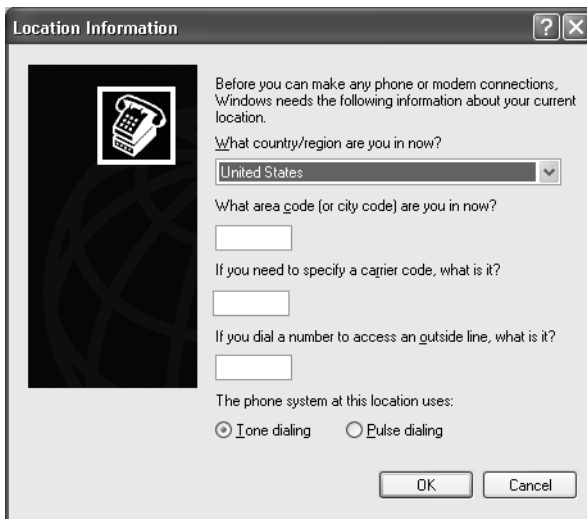 Location Information
Before you can make any phone or modem connections,
Windows needs the following information about your current
location.
What country/region are you in now?
United States
What area code (or city code) are you in now?
If you need to specify a carrier code, what is it?
If you dial a number to access an outside line, what is it?
The phone system at this location uses:
Tone dialing Pulse dialing
OK Cancel